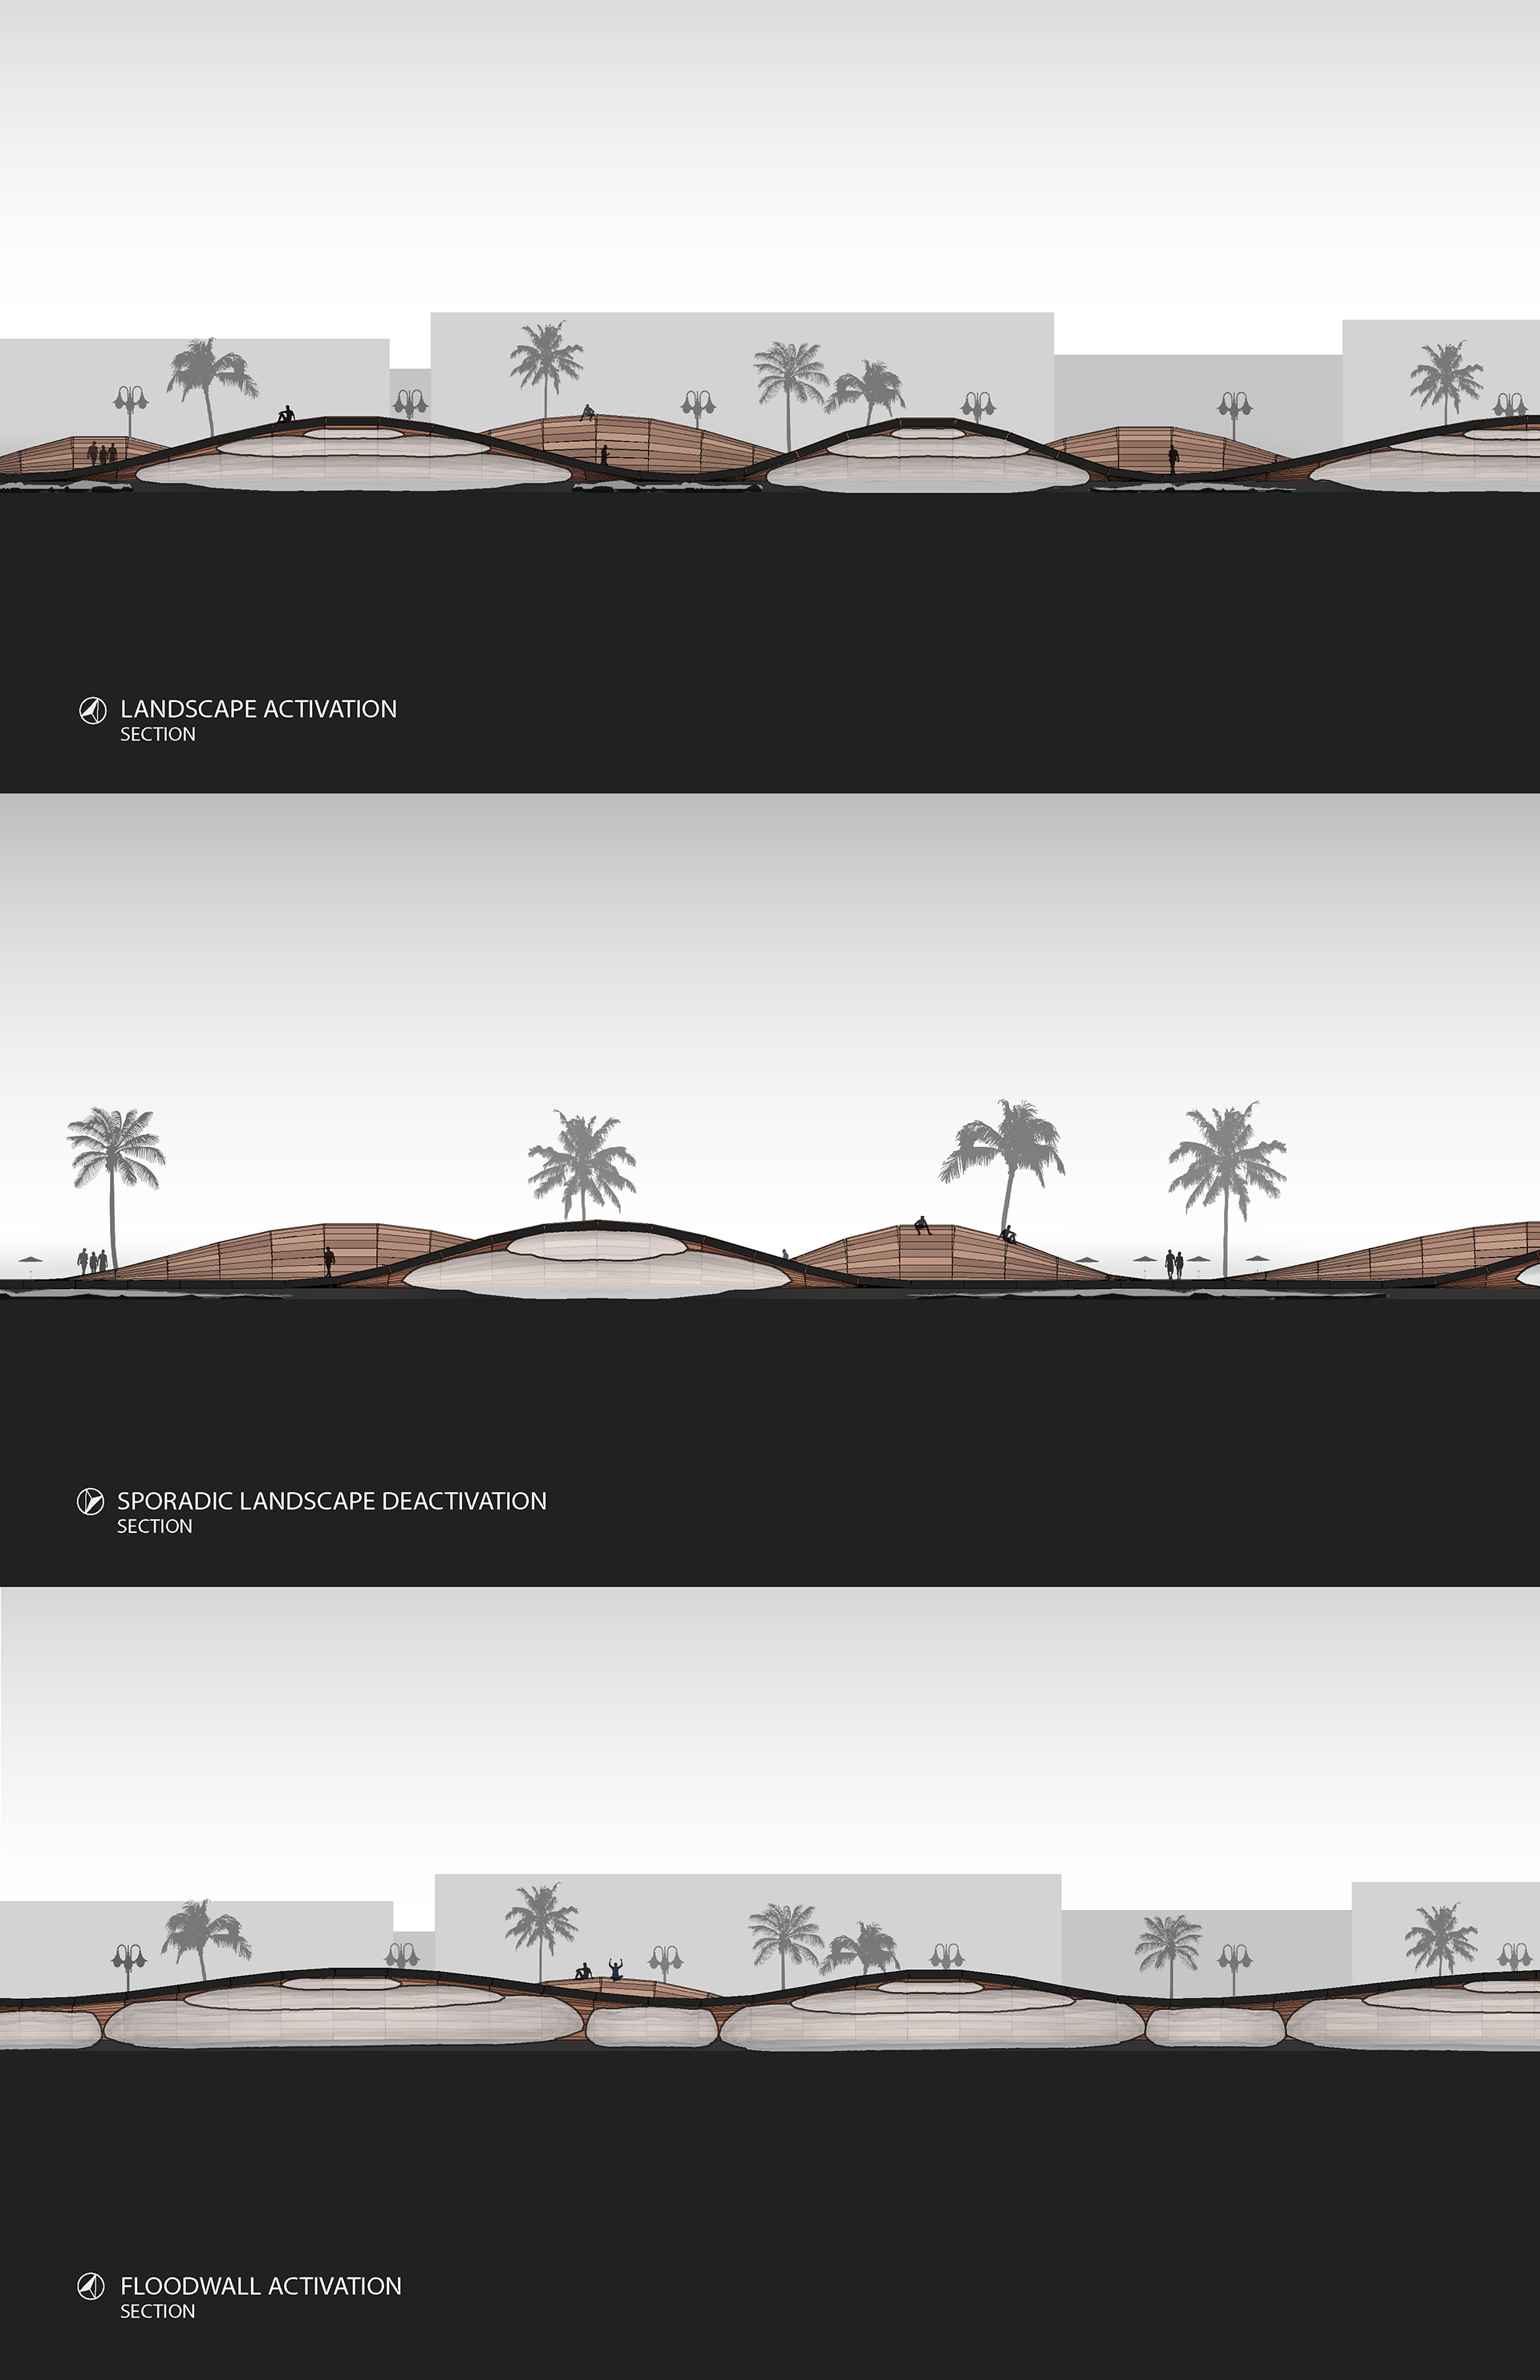 LANDSCAPE ACTIVATION
SECTION
SPORADIC LANDSCAPE DEACTIVATION
SECTION
FLOODWALL ACTIVATION
SECTION